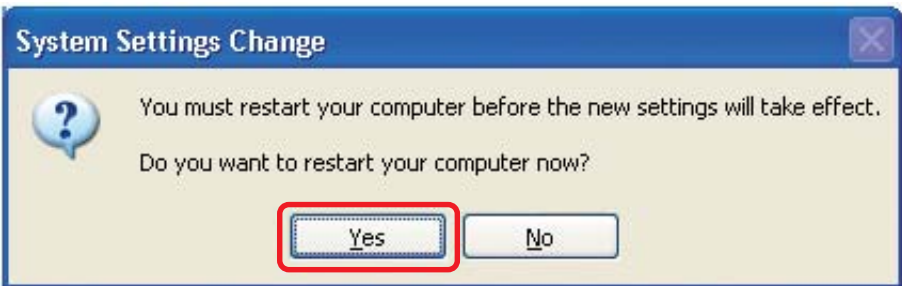 System Settings Change
You must restart your computer before the new settings will take effect.
Do you want to restart your computer now?
Yes No